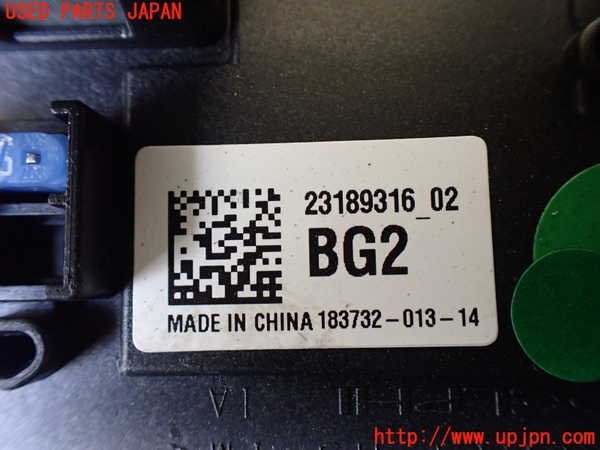 USED PARTS JAPAN
23189316_02
BG2
MADE IN CHINA 183732-013-14
http://www.upjpn.com/